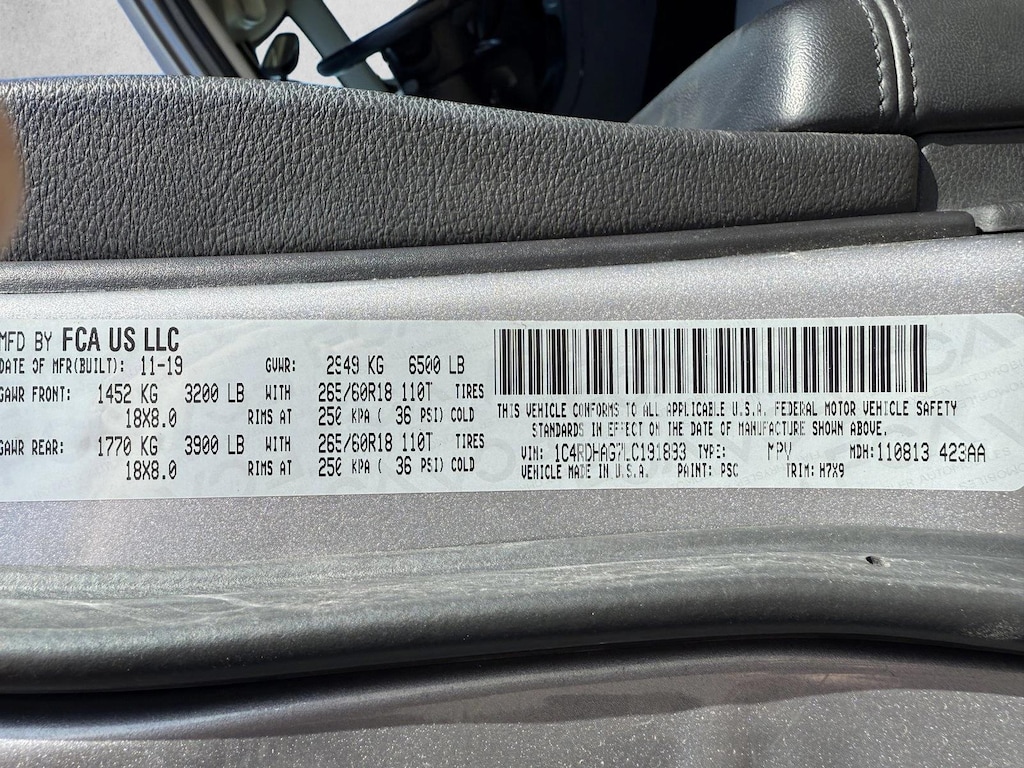 MFD BY FCA US LLC
DATE OF MFR(BUILT): 11-19 GVWR: 2949 KG 6500 LB
GAWR FRONT: 1452 KG 3200 LB WITH 265/60R18 110T TIRES
18X8.0 RIMS AT 250 KPA ( 36 PSI) COLD
GAWR REAR: 1770 KG 3900 LB WITH 265/60R18 110T TIRES
18X8.0 RIMS AT 250 KPA ( 36 PSI) COLD
THIS VEHICLE CONFORMS TO ALL APPLICABLE U.S.A. FEDERAL MOTOR VEHICLE SAFETY
STANDARDS IN EFFECT ON THE DATE OF MANUFACTURE SHOWN ABOVE.
VIN: 1C4RDHAG7LC191893 TYPE: MPV MDH: 110813 423AA
VEHICLE MADE IN U.S.A. PAINT: PSC TRIM: H7X9